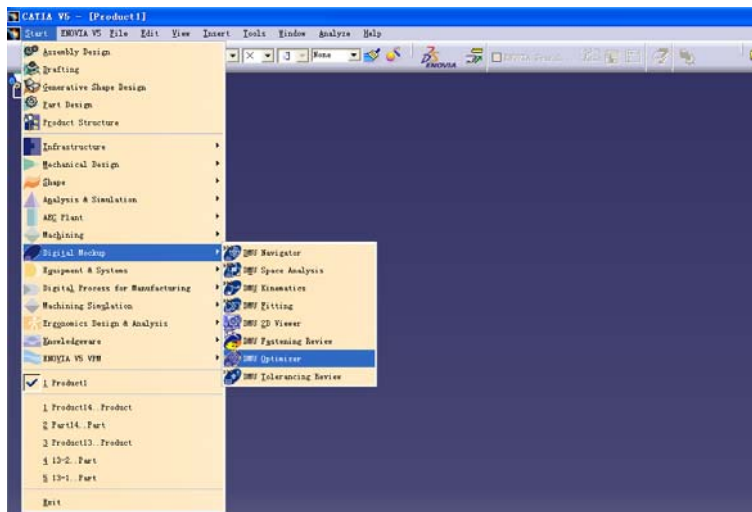 CATIA V5 - [Product1]
Start ENOVIA V5 File Edit View Insert Tools Window Analyze Help
Assembly Design
Drafting
Generative Shape Design
Part Design
Product Structure
None
ENOVIA
Infrastructure
Mechanical Design
Shape
Analysis & Simulation
AEC Plant
Machining
Digital Mockup
Equipment & Systems
Digital Process for Manufacturing
Machining Simulation
Ergonomics Design & Analysis
Knowledgeware
ENOVIA V5 VPM
DMU Navigator
DMU Space Analysis
DMU Kinematics
DMU Fitting
DMU 2D Viewer
DMU Fastening Review
DMU Optimizer
DMU Tolerancing Review
1 Product1
1 Product14..Product
2 Part14..Part
3 Product13..Product
4 13-2..Part
5 13-1..Part
Exit